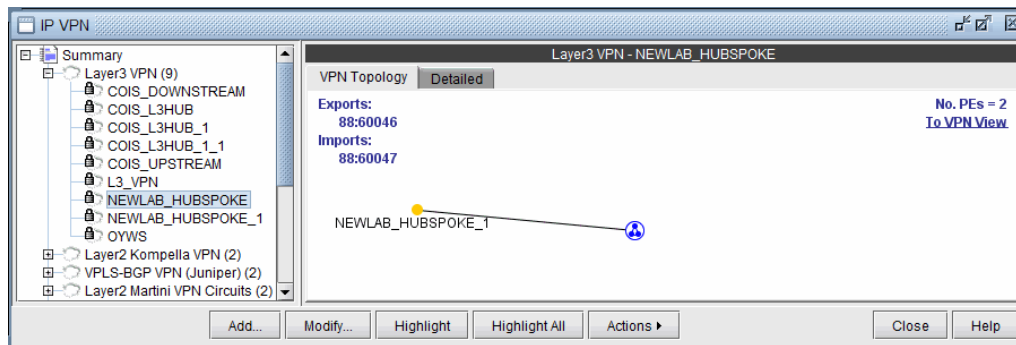 IP VPN
Summary
Layer3 VPN (9)
COIS_DOWNSTREAM
COIS_L3HUB
COIS_L3HUB_1
COIS_L3HUB_1_1
COIS_UPSTREAM
L3_VPN
NEWLAB_HUBSPOKE
NEWLAB_HUBSPOKE_1
OYWS
Layer2 Kompella VPN (2)
VPLS-BGP VPN (Juniper) (2)
Layer2 Martini VPN Circuits (2)
Layer3 VPN - NEWLAB_HUBSPOKE
VPN Topology Detailed
Exports: No. PEs = 2
88:60046 To VPN View
Imports:
88:60047
NEWLAB_HUBSPOKE_1
Add... Modify... Highlight Highlight All Actions Close Help